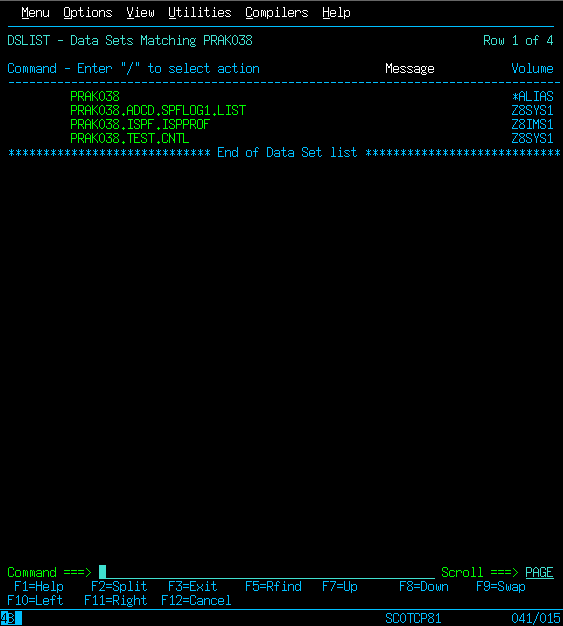 Menu Options View Utilities Compilers Help
DSLIST - Data Sets Matching PRAK038 Row 1 of 4
Command - Enter "/" to select action Message Volume
-------------------------------------------------------------------------------
PRAK038 *ALIAS
PRAK038.ADCD.SPFLOG1.LIST Z8SYS1
PRAK038.ISPF.ISPPROF Z8IMS1
PRAK038.TEST.CNTL Z8SYS1
***************************** End of Data Set list ****************************
Command ===> Scroll ===> PAGE
F1=Help F2=Split F3=Exit F5=Rfind F7=Up F8=Down F9=Swap
F10=Left F11=Right F12=Cancel
SC0TCP81 041/015